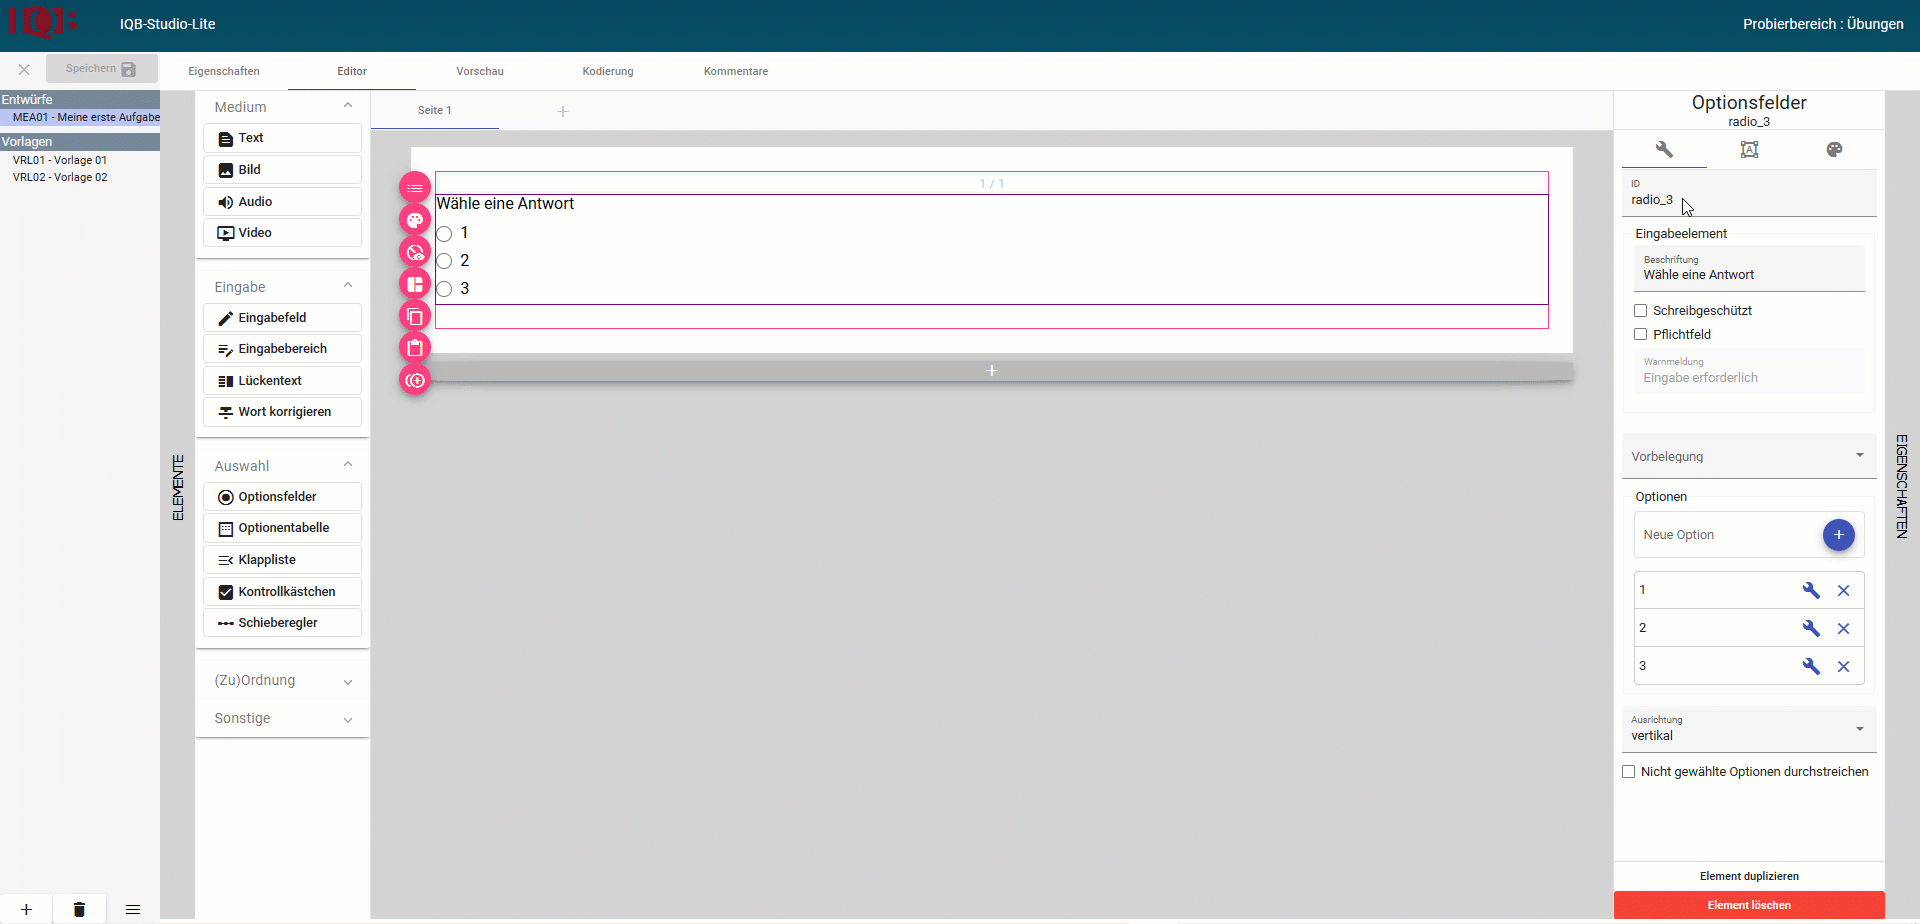 IQB:
IQB-Studio-Lite
Probierbereich : Übungen
Speichern
Eigenschaften
Editor
Vorschau
Kodierung
Kommentare
Entwürfe
MEA01 - Meine erste Aufgabe
Vorlagen
VRL01 - Vorlage 01
VRL02 - Vorlage 02
ELEMENTE
Medium
Text
Bild
Audio
Video
Eingabe
Eingabefeld
Eingabebereich
Lückentext
Wort korrigieren
Auswahl
Optionsfelder
Optionentabelle
Klappliste
Kontrollkästchen
Schieberegler
(Zu)Ordnung
Sonstige
Seite 1
1 / 1
Wähle eine Antwort
1
2
3
Optionsfelder
radio_3
ID
radio_3
Eingabeelement
Beschriftung
Wähle eine Antwort
Schreibgeschützt
Pflichtfeld
Warnmeldung
Eingabe erforderlich
Vorbelegung
Optionen
Neue Option
1
2
3
Ausrichtung
vertikal
Nicht gewählte Optionen durchstreichen
Element duplizieren
Element löschen
EIGENSCHAFTEN